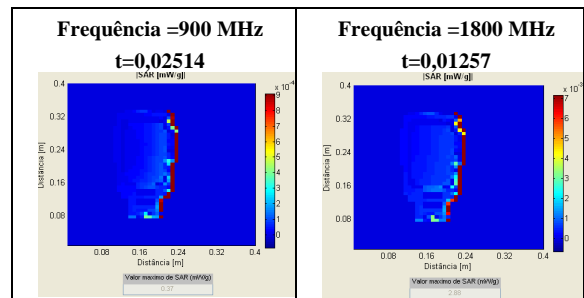 Frequência =900 MHz
t=0,02514
|SAR [mW/g]|
x 10
0.4
0.32
0.24
0.16
0.08
Distância [m]
0.08 0.16 0.24 0.32 0.4
Distância [m]
9
8
7
6
5
4
3
2
1
0
Valor maximo de SAR (mW/g)
0.37
Frequência =1800 MHz
t=0,01257
|SAR [mW/g]|
x 10
0.4
0.32
0.24
0.16
0.08
Distância [m]
0.08 0.16 0.24 0.32 0.4
Distância [m]
7
6
5
4
3
2
1
0
Valor maximo de SAR (mW/g)
2.88